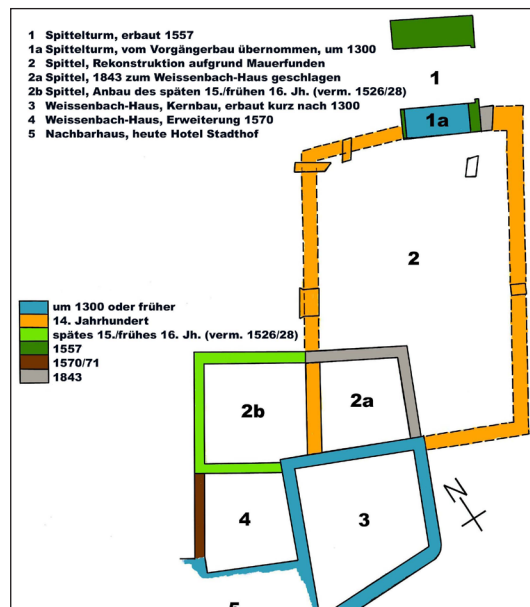 1 Spittelturm, erbaut 1557
1a Spittelturm, vom Vorgängerbau übernommen, um 1300
2 Spittel, Rekonstruktion aufgrund Mauerfunden
2a Spittel, 1843 zum Weissenbach-Haus geschlagen
2b Spittel, Anbau des späten 15./frühen 16. Jh. (verm. 1526/28)
3 Weissenbach-Haus, Kernbau, erbaut kurz nach 1300
4 Weissenbach-Haus, Erweiterung 1570
5 Nachbarhaus, heute Hotel Stadthof
1
1a
2
um 1300 oder früher
14. Jahrhundert
spätes 15./frühes 16. Jh. (verm. 1526/28)
1557
1570/71
1843
2b
2a
N
4
3